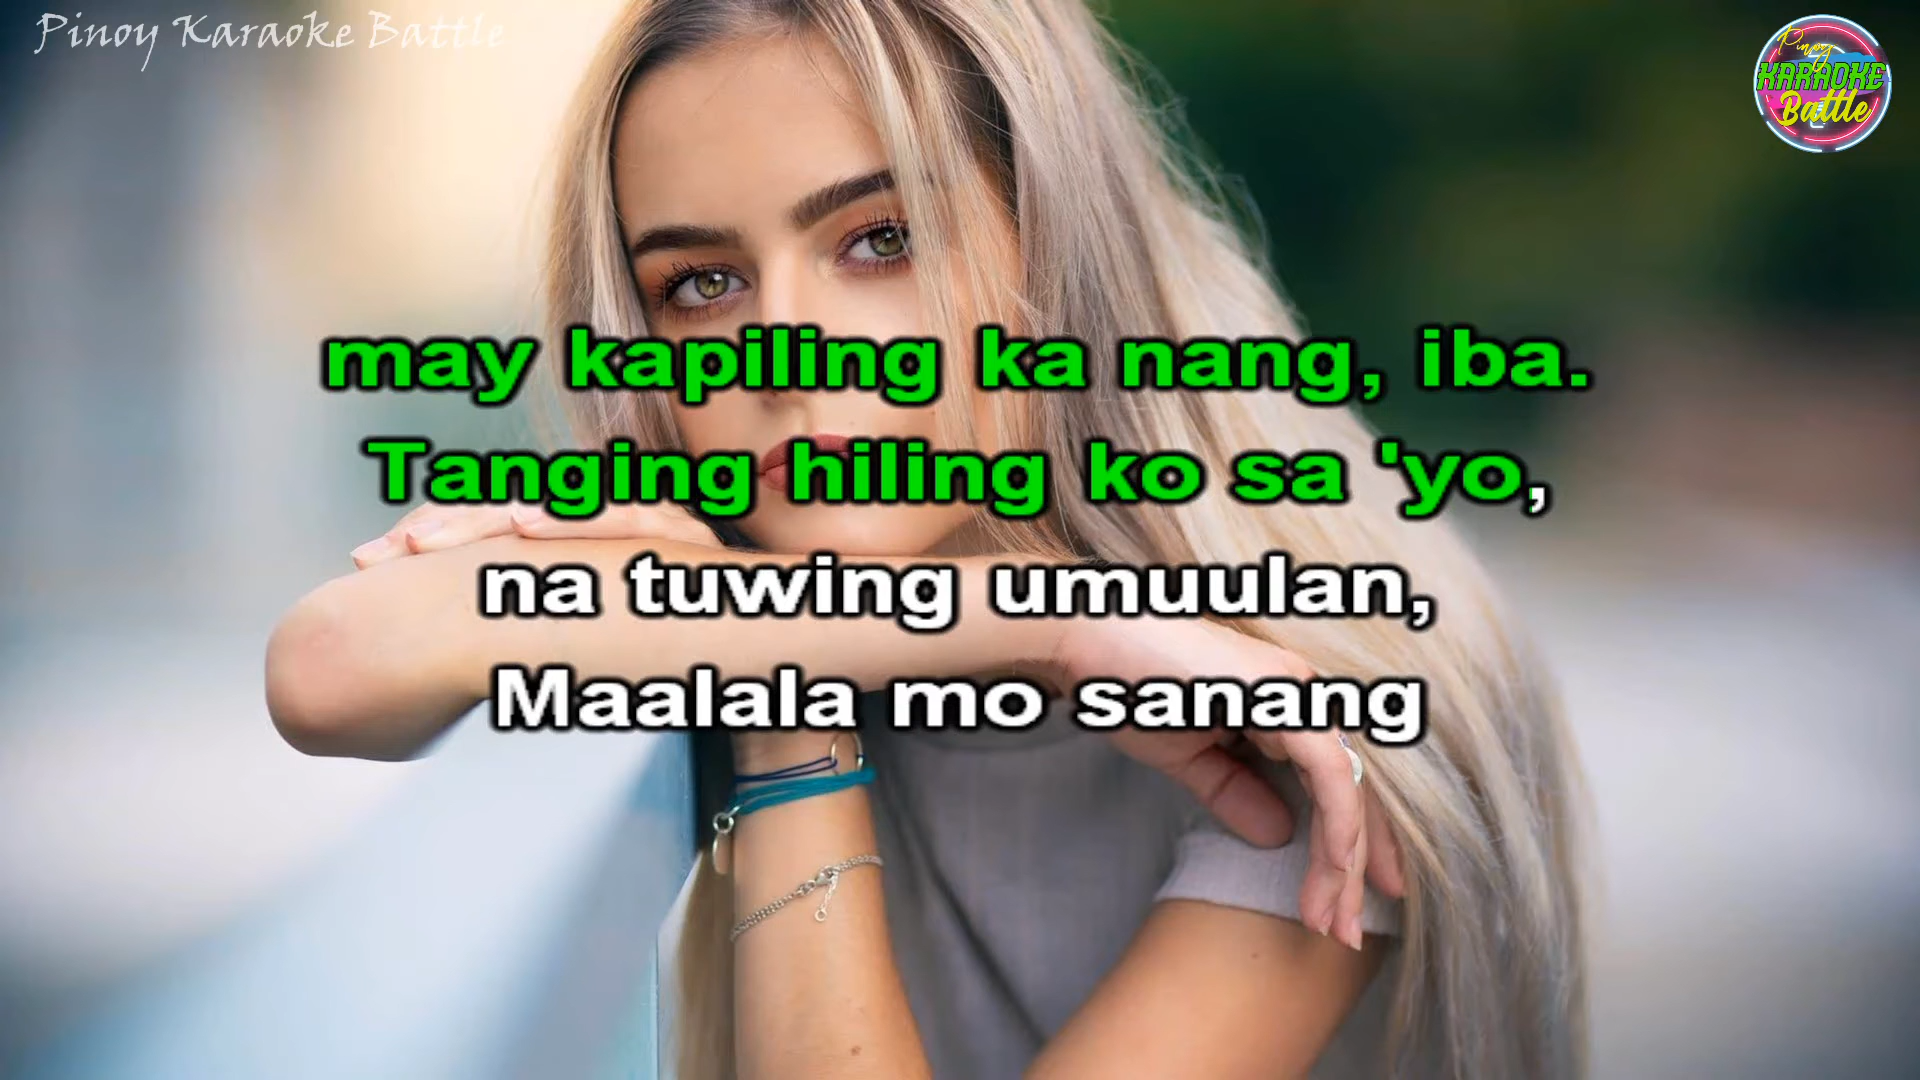 Pinoy Karaoke Battle
Pinoy
KARAOKE
Battle
may kapiling ka nang, iba.
Tanging hiling ko sa 'yo,
na tuwing umuulan,
Maalala mo sanang